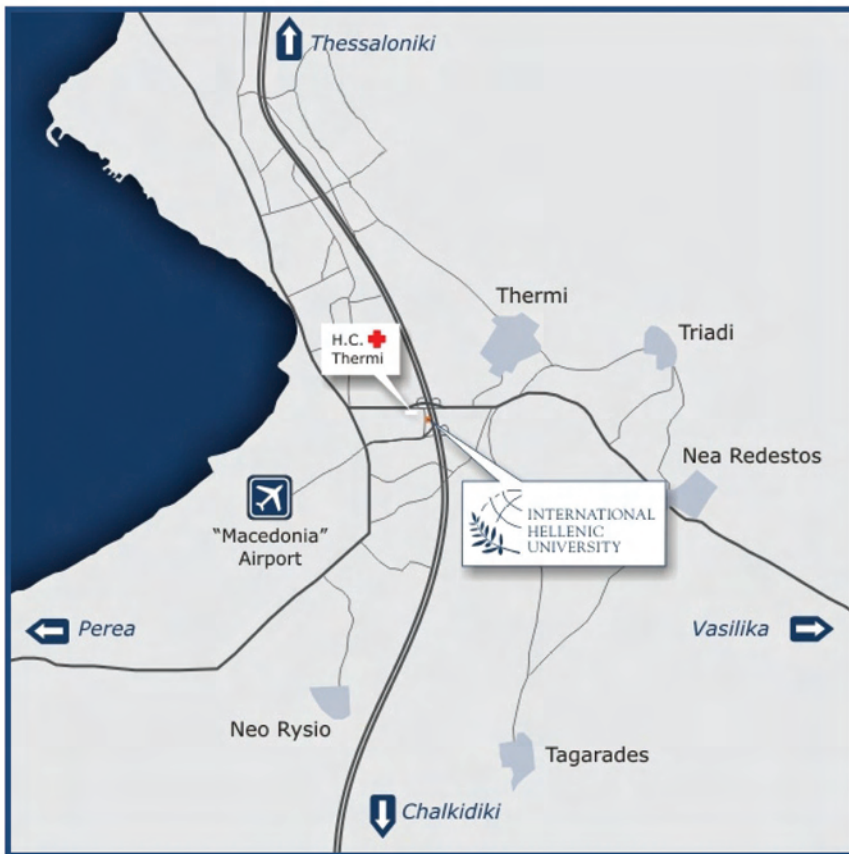 Thessaloniki
Thermi
Triadi
H.C.
Thermi
Nea Redestos
INTERNATIONAL
HELLENIC
UNIVERSITY
"Macedonia"
Airport
Perea
Vasilika
Neo Rysio
Tagarades
Chalkidiki